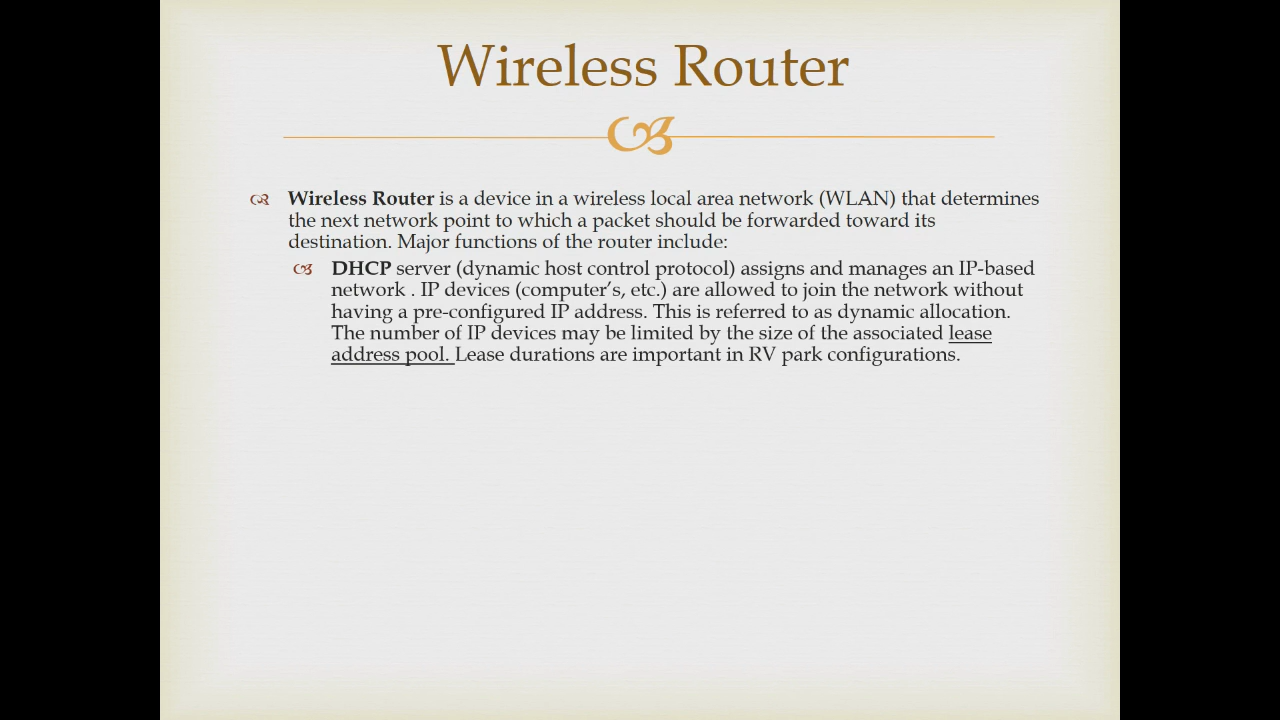 Wireless Router
Wireless Router is a device in a wireless local area network (WLAN) that determines
the next network point to which a packet should be forwarded toward its
destination. Major functions of the router include:
DHCP server (dynamic host control protocol) assigns and manages an IP-based
network . IP devices (computer’s, etc.) are allowed to join the network without
having a pre-configured IP address. This is referred to as dynamic allocation.
The number of IP devices may be limited by the size of the associated lease
address pool. Lease durations are important in RV park configurations.